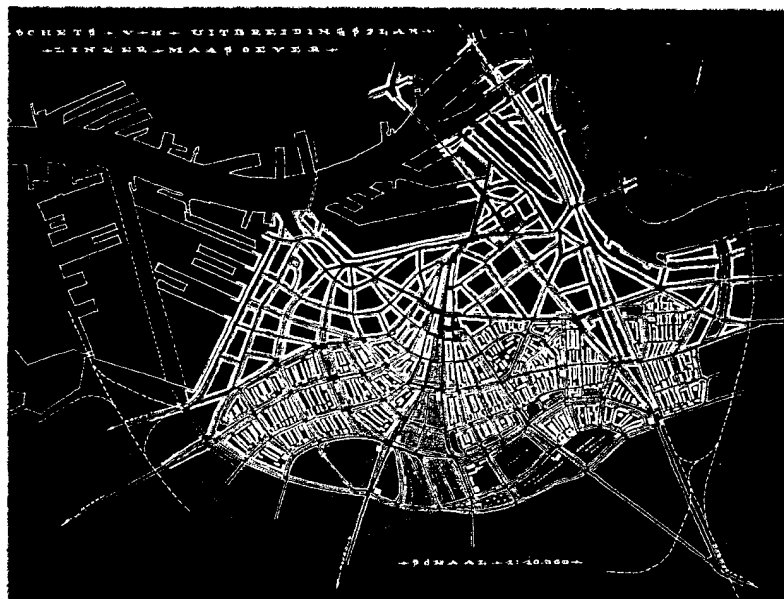 SCHETS + V + H + UITBREIDINGSPLAN +
+ LINKER + MAASOEVER +
+ SCHAAL + 1: 10.000 +